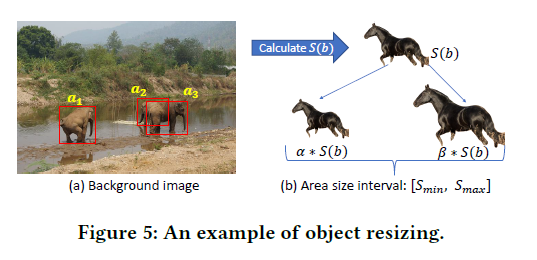 a₁
a₂
a₃
(a) Background image
Calculate S(b)
S(b)
α * S(b)
β * S(b)
(b) Area size interval: [Sₘᵢₙ, Sₘₐₓ]
Figure 5: An example of object resizing.